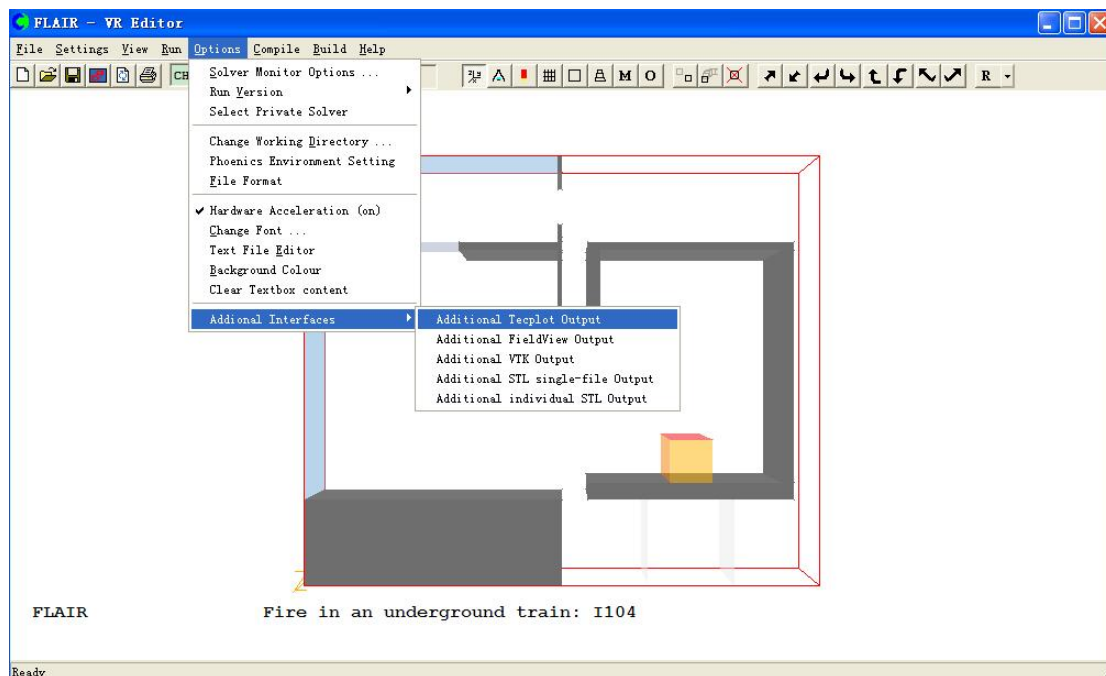 FLAIR - VR Editor
File Settings View Run Options Compile Build Help
CH
M O R
Solver Monitor Options ...
Run Version
Select Private Solver
Change Working Directory ...
Phoenics Environment Setting
File Format
Hardware Acceleration (on)
Change Font ...
Text File Editor
Background Colour
Clear Textbox content
Addional Interfaces
Additional Tecplot Output
Additional FieldView Output
Additional VTK Output
Additional STL single-file Output
Additional individual STL Output
FLAIR Fire in an underground train: I104
Ready